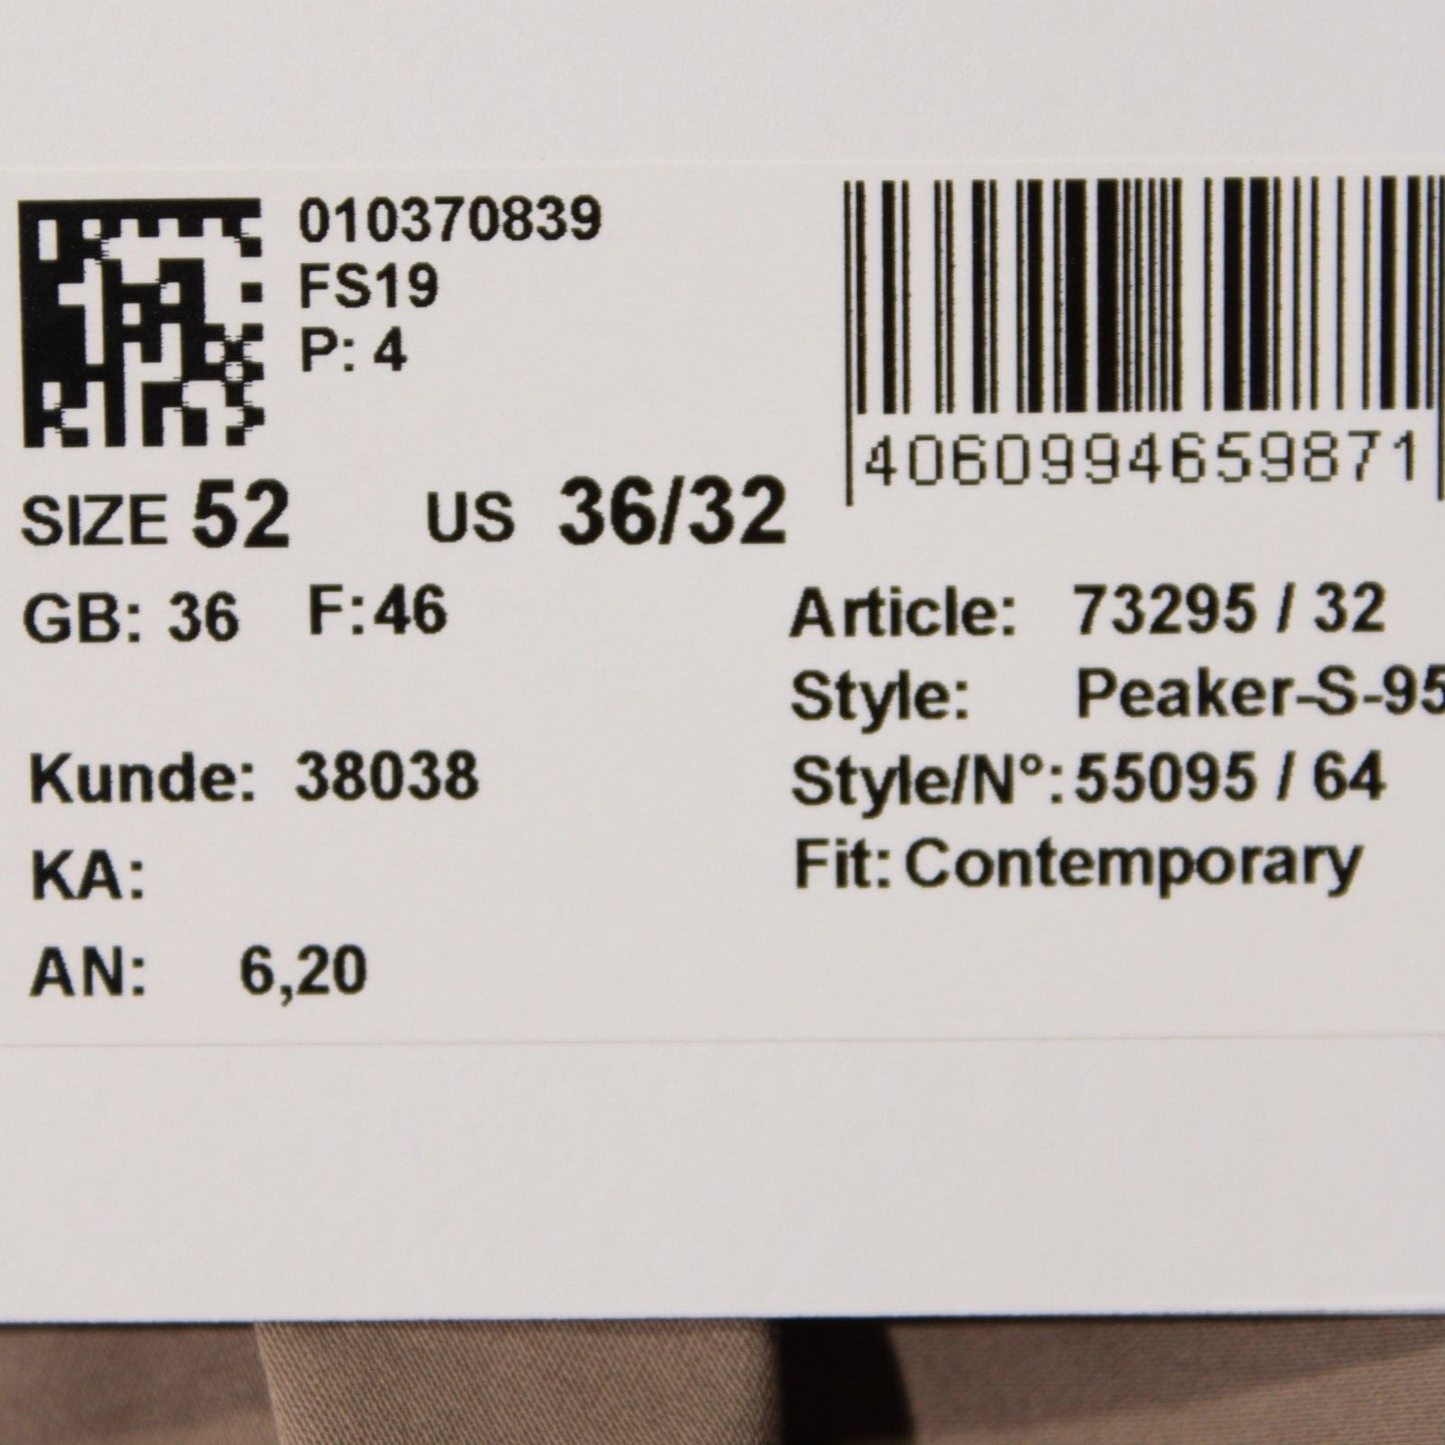 010370839
FS19
P: 4
4060994659871
SIZE 52 US 36/32
GB: 36 F: 46
Article: 73295 / 32
Style: Peaker-S-95
Kunde: 38038
Style/N°: 55095 / 64
KA:
Fit: Contemporary
AN: 6,20